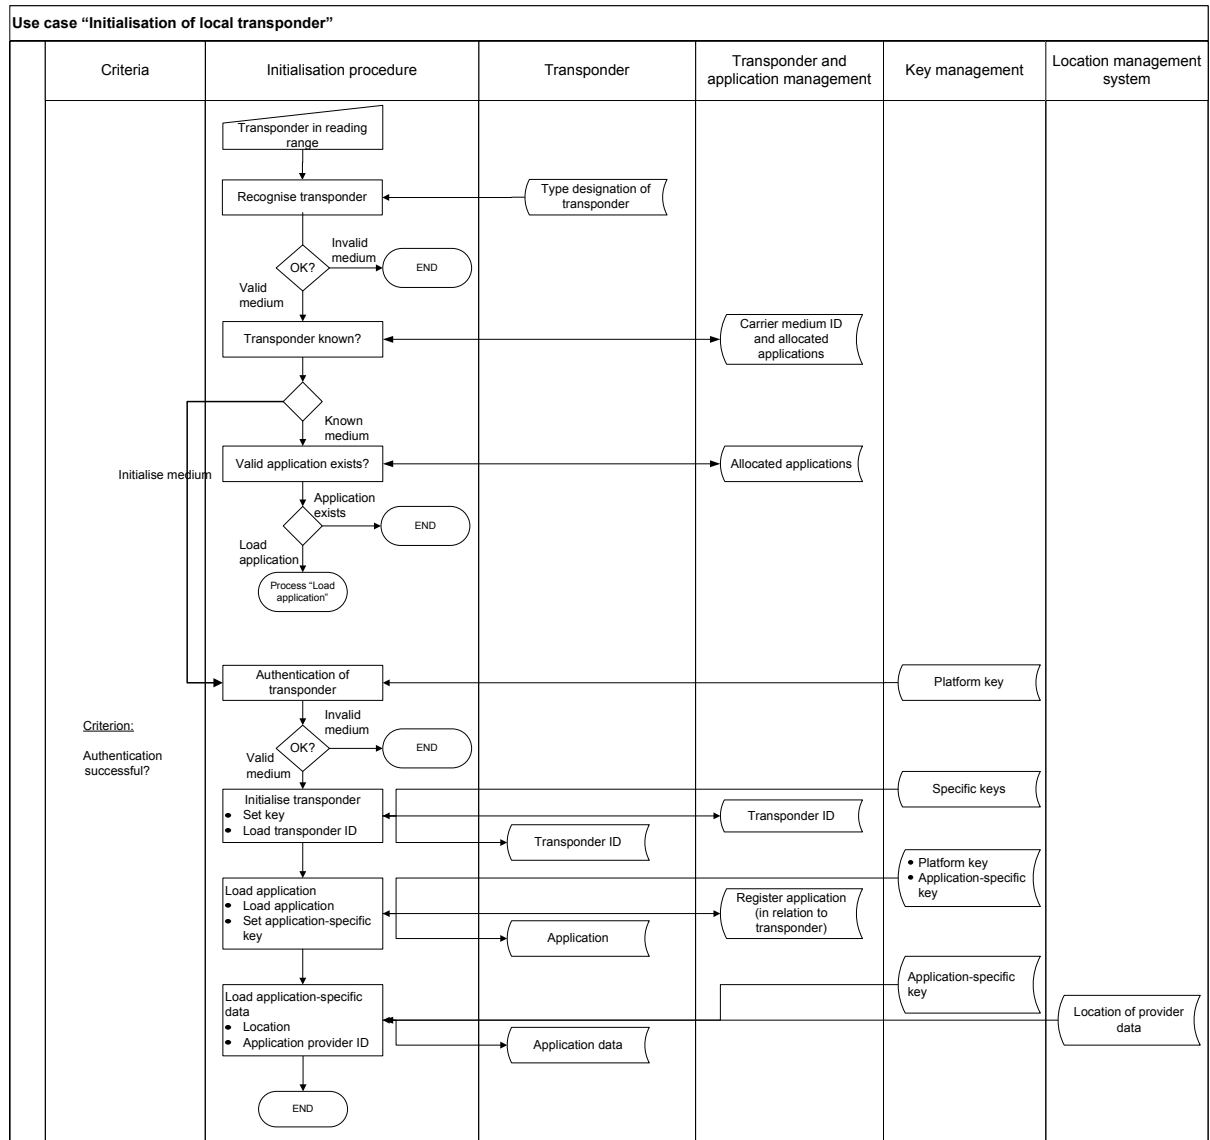 Use case “Initialisation of local transponder”
Criteria
Initialisation procedure
Transponder
Transponder and
application management
Key management
Location management
system
Transponder in reading
range
Recognise transponder
Type designation of
transponder
OK?
Invalid
medium
END
Valid
medium
Transponder known?
Carrier medium ID
and allocated
applications
Known
medium
Initialise medium
Valid application exists?
Allocated applications
Application
exists
END
Load
application
Process “Load
application”
Authentication of
transponder
Platform key
Criterion:
Authentication
successful?
Invalid
medium
OK?
END
Valid
medium
Initialise transponder
• Set key
• Load transponder ID
Specific keys
Transponder ID
Transponder ID
Load application
• Load application
• Set application-specific
key
• Platform key
• Application-specific
key
Register application
(in relation to
transponder)
Application
Load application-specific
data
• Location
• Application provider ID
Application-specific
key
Location of provider
data
Application data
END